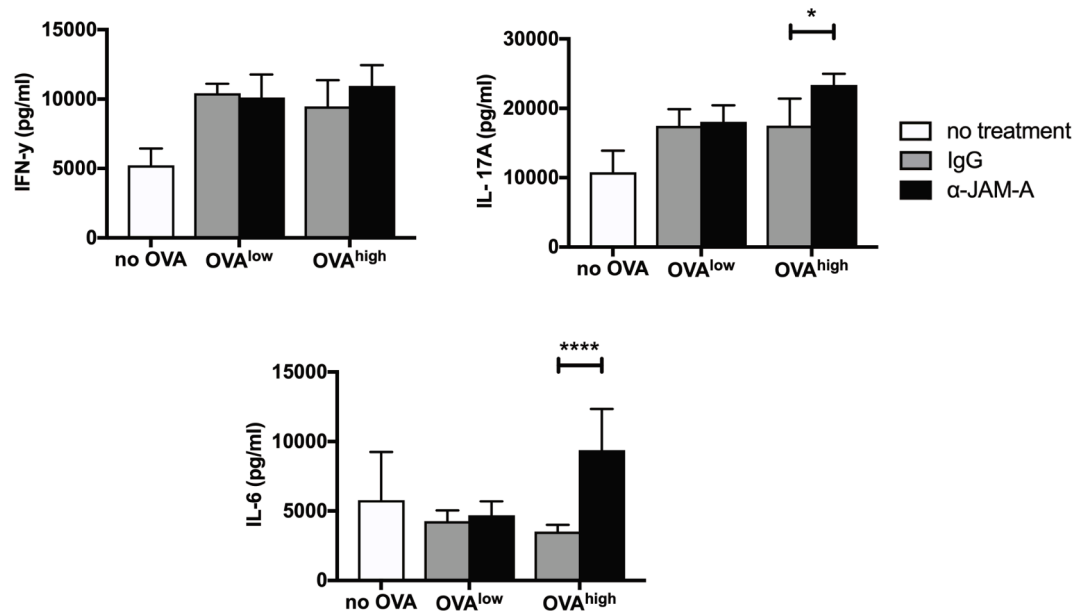 15000
10000
5000
0
IFN-y (pg/ml)
no OVA OVAlow OVAhigh
*
30000
20000
10000
0
IL- 17A (pg/ml)
no OVA OVAlow OVAhigh
no treatment
IgG
α-JAM-A
****
15000
10000
5000
0
IL-6 (pg/ml)
no OVA OVAlow OVAhigh